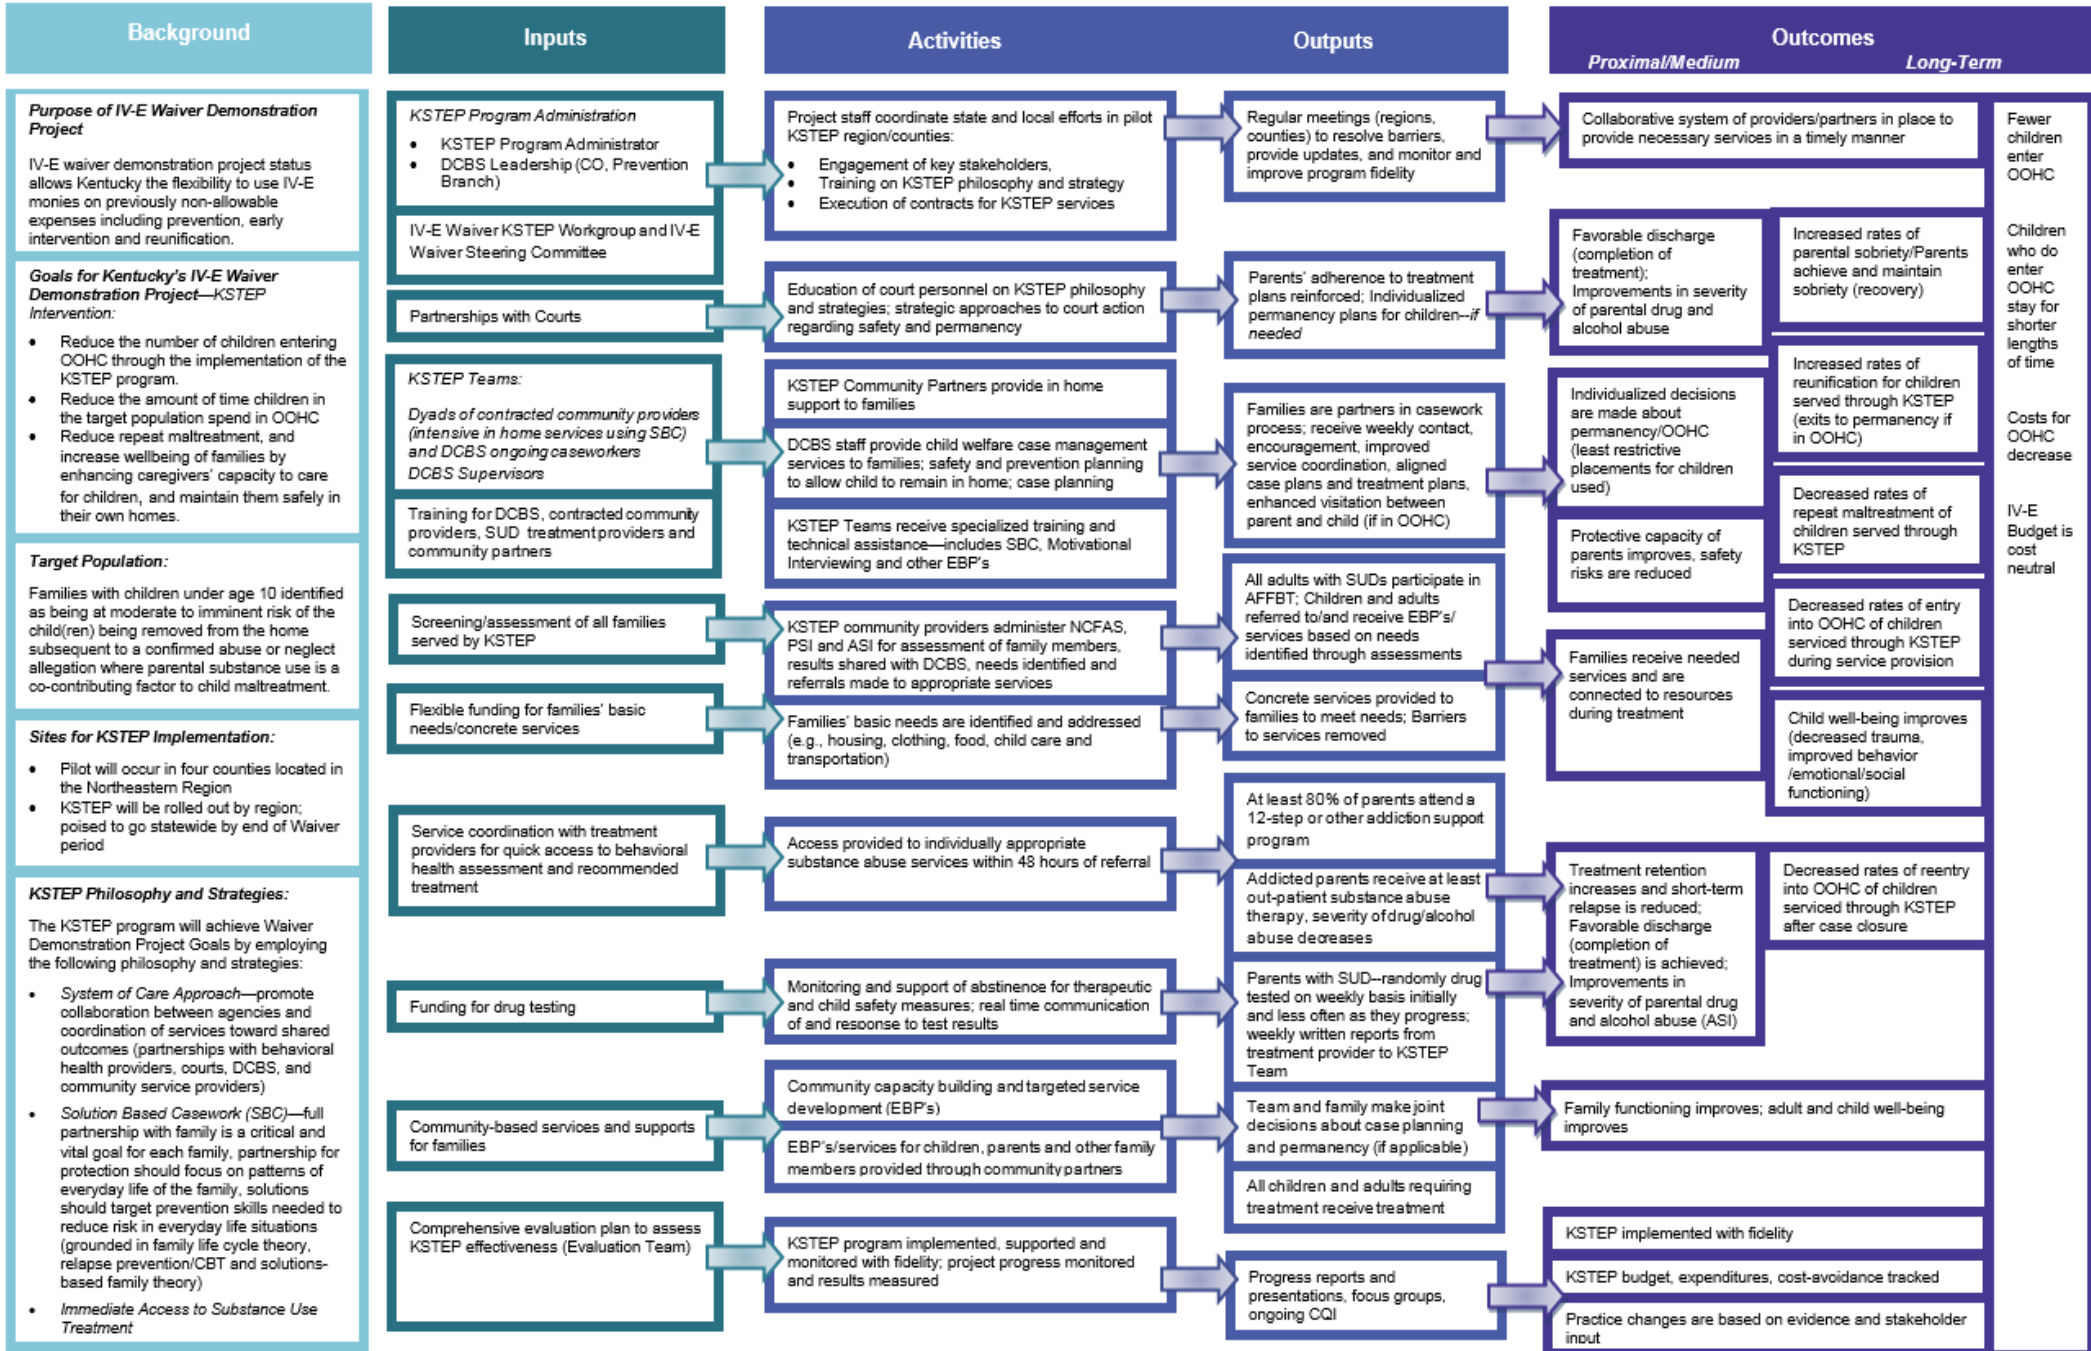 Background
Purpose of IV-E Waiver Demonstration
Project
IV-E waiver demonstration project status
allows Kentucky the flexibility to use IV-E
monies on previously non-allowable
expenses including prevention, early
intervention and reunification.
Goals for Kentucky's IV-E Waiver
Demonstration Project—KSTEP
Intervention:
• Reduce the number of children entering
OOHC through the implementation of the
KSTEP program.
• Reduce the amount of time children in
the target population spend in OOHC
• Reduce repeat maltreatment, and
increase wellbeing of families by
enhancing caregivers' capacity to care
for children, and maintain them safely in
their own homes.
Target Population:
Families with children under age 10 identified
as being at moderate to imminent risk of the
child(ren) being removed from the home
subsequent to a confirmed abuse or neglect
allegation where parental substance use is a
co-contributing factor to child maltreatment.
Sites for KSTEP Implementation:
• Pilot will occur in four counties located in
the Northeastern Region
• KSTEP will be rolled out by region;
poised to go statewide by end of Waiver
period
KSTEP Philosophy and Strategies:
The KSTEP program will achieve Waiver
Demonstration Project Goals by employing
the following philosophy and strategies:
• System of Care Approach—promote
collaboration between agencies and
coordination of services toward shared
outcomes (partnerships with behavioral
health providers, courts, DCBS, and
community service providers)
• Solution Based Casework (SBC)—full
partnership with family is a critical and
vital goal for each family, partnership for
protection should focus on patterns of
everyday life of the family, solutions
should target prevention skills needed to
reduce risk in everyday life situations
(grounded in family life cycle theory,
relapse prevention/CBT and solutions-
based family theory)
• Immediate Access to Substance Use
Treatment
Inputs
KSTEP Program Administration
• KSTEP Program Administrator
• DCBS Leadership (CO, Prevention
Branch)
IV-E Waiver KSTEP Workgroup and IV-E
Waiver Steering Committee
Partnerships with Courts
KSTEP Teams:
Dyads of contracted community providers
(intensive in home services using SBC)
and DCBS ongoing caseworkers
DCBS Supervisors
Training for DCBS, contracted community
providers, SUD treatment providers and
community partners
Screening/assessment of all families
served by KSTEP
Flexible funding for families' basic
needs/concrete services
Service coordination with treatment
providers for quick access to behavioral
health assessment and recommended
treatment
Funding for drug testing
Community-based services and supports
for families
Comprehensive evaluation plan to assess
KSTEP effectiveness (Evaluation Team)
Activities
Project staff coordinate state and local efforts in pilot
KSTEP region/counties:
• Engagement of key stakeholders,
• Training on KSTEP philosophy and strategy
• Execution of contracts for KSTEP services
Education of court personnel on KSTEP philosophy
and strategies; strategic approaches to court action
regarding safety and permanency
KSTEP Community Partners provide in home
support to families
DCBS staff provide child welfare case management
services to families; safety and prevention planning
to allow child to remain in home; case planning
KSTEP Teams receive specialized training and
technical assistance—includes SBC, Motivational
Interviewing and other EBP's
KSTEP community providers administer NCFAS,
PSI and ASI for assessment of family members,
results shared with DCBS, needs identified and
referrals made to appropriate services
Families' basic needs are identified and addressed
(e.g., housing, clothing, food, child care and
transportation)
Access provided to individually appropriate
substance abuse services within 48 hours of referral
Monitoring and support of abstinence for therapeutic
and child safety measures; real time communication
of and response to test results
Community capacity building and targeted service
development (EBP's)
EBP's/services for children, parents and other family
members provided through community partners
KSTEP program implemented, supported and
monitored with fidelity; project progress monitored
and results measured
Outputs
Regular meetings (regions,
counties) to resolve barriers,
provide updates, and monitor and
improve program fidelity
Parents' adherence to treatment
plans reinforced; Individualized
permanency plans for children--if
needed
Families are partners in casework
process; receive weekly contact,
encouragement, improved
service coordination, aligned
case plans and treatment plans,
enhanced visitation between
parent and child (if in OOHC)
All adults with SUDs participate in
AFFBT; Children and adults
referred to/and receive EBP's/
services based on needs
identified through assessments
Concrete services provided to
families to meet needs; Barriers
to services removed
At least 80% of parents attend a
12-step or other addiction support
program
Addicted parents receive at least
out-patient substance abuse
therapy, severity of drug/alcohol
abuse decreases
Parents with SUD--randomly drug
tested on weekly basis initially
and less often as they progress;
weekly written reports from
treatment provider to KSTEP
Team
Team and family make joint
decisions about case planning
and permanency (if applicable)
All children and adults requiring
treatment receive treatment
Progress reports and
presentations, focus groups,
ongoing CQI
Outcomes
Proximal/Medium
Long-Term
Collaborative system of providers/partners in place to
provide necessary services in a timely manner
Favorable discharge
(completion of
treatment);
Improvements in severity
of parental drug and
alcohol abuse
Individualized decisions
are made about
permanency/OOHC
(least restrictive
placements for children
used)
Protective capacity of
parents improves, safety
risks are reduced
Families receive needed
services and are
connected to resources
during treatment
Treatment retention
increases and short-term
relapse is reduced;
Favorable discharge
(completion of
treatment) is achieved;
Improvements in
severity of parental drug
and alcohol abuse (ASI)
Increased rates of
parental sobriety/Parents
achieve and maintain
sobriety (recovery)
Increased rates of
reunification for children
served through KSTEP
(exits to permanency if
in OOHC)
Decreased rates of
repeat maltreatment of
children served through
KSTEP
Decreased rates of entry
into OOHC of children
serviced through KSTEP
during service provision
Child well-being improves
(decreased trauma,
improved behavior
/emotional/social
functioning)
Decreased rates of reentry
into OOHC of children
serviced through KSTEP
after case closure
Family functioning improves; adult and child well-being
improves
KSTEP implemented with fidelity
KSTEP budget, expenditures, cost-avoidance tracked
Practice changes are based on evidence and stakeholder
input
Fewer
children
enter
OOHC
Children
who do
enter
OOHC
stay for
shorter
lengths
of time
Costs for
OOHC
decrease
IV-E
Budget is
cost
neutral